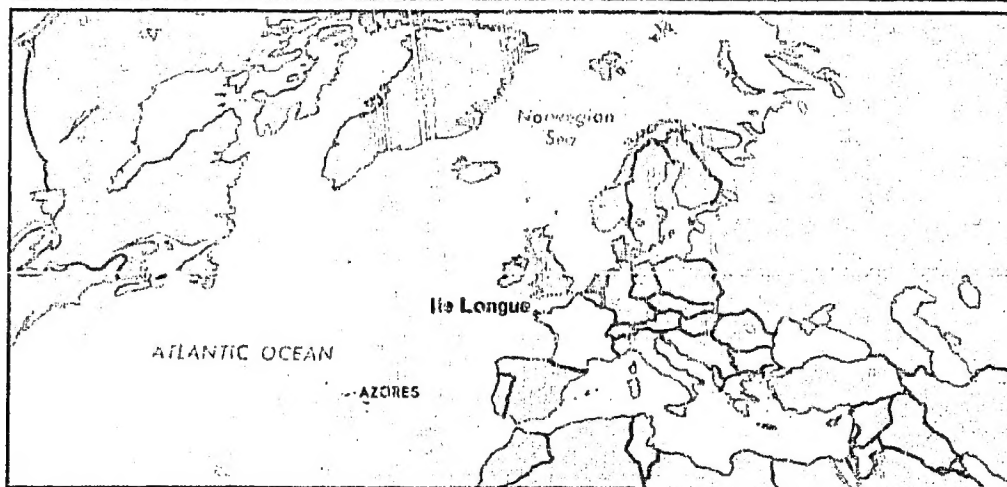 Norwegian
Sea
Ile Longue
ATLANTIC OCEAN
AZORES